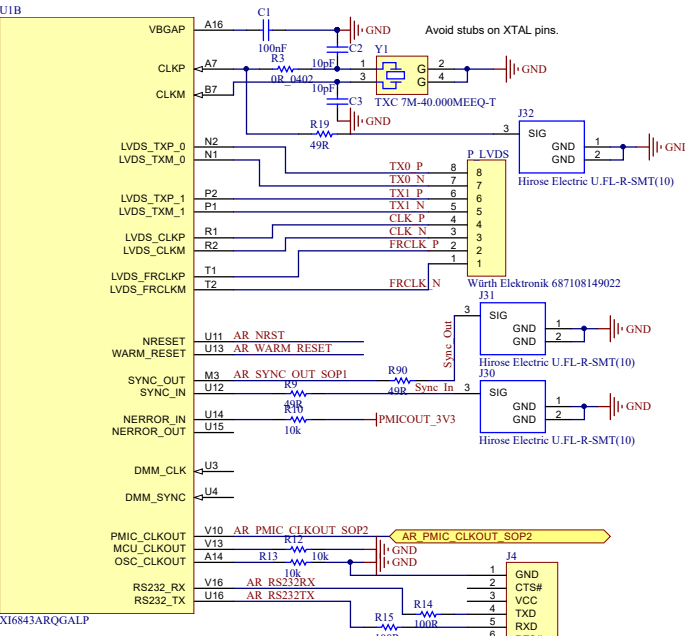 U1B
VBGAP A16 C1 100nF GND
Avoid stubs on XTAL pins.
C2 10pF Y1
CLKP A7 R3 0R_0402 1 G 2 GND
CLKM B7 10pF 3 G 4
C3 TXC 7M-40.000MEEQ-T
GND
R19 49R J32
3 SIG
GND 1 GND
GND 2
Hirose Electric U.FL-R-SMT(10)
P_LVDS
LVDS_TXP_0 N2 TX0_P 8 8
LVDS_TXM_0 N1 TX0_N 7 7
LVDS_TXP_1 P2 TX1_P 6 6
LVDS_TXM_1 P1 TX1_N 5 5
LVDS_CLKP R1 CLK_P 4 4
LVDS_CLKM R2 CLK_N 3 3
LVDS_FRCLKP T1 FRCLK_P 2 2
LVDS_FRCLKM T2 FRCLK_N 1 1
Würth Elektronik 687108149022
J31
3 SIG
GND 1 GND
GND 2
Hirose Electric U.FL-R-SMT(10)
NRESET U11 AR_NRST
WARM_RESET U13 AR_WARM_RESET
Sync_Out
SYNC_OUT M3 AR_SYNC_OUT_SOP1 R90 49R
SYNC_IN U12 R9 49R Sync_In 3 SIG
J30
GND 1 GND
GND 2
Hirose Electric U.FL-R-SMT(10)
NERROR_IN U14 R10 10k PMICOUT_3V3
NERROR_OUT U15
DMM_CLK U3
DMM_SYNC U4
PMIC_CLKOUT V10 AR_PMIC_CLKOUT_SOP2 AR_PMIC_CLKOUT_SOP2
MCU_CLKOUT V13 R12 10k GND
OSC_CLKOUT A14 R13 10k GND
J4
1 GND
2 CTS#
3 VCC
RS232_RX V16 AR_RS232RX R14 100R 4 TXD
RS232_TX U16 AR_RS232TX R15 5 RXD
6
XI6843ARQGALP